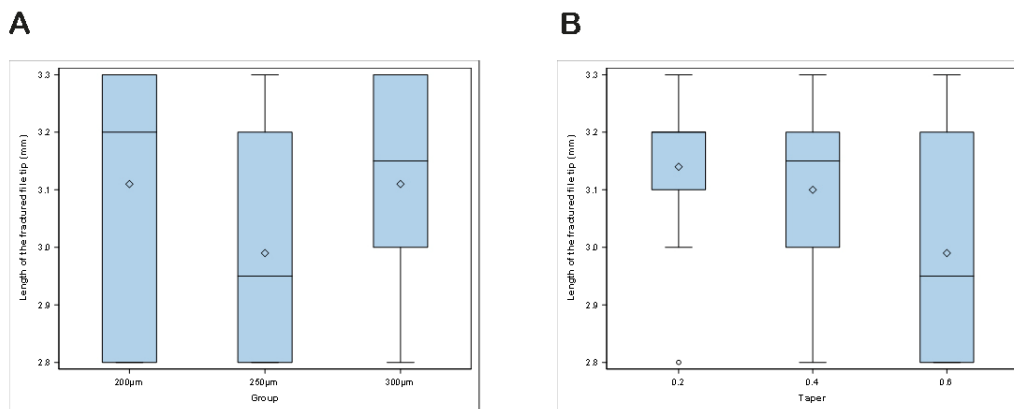 A
B
Length of the fractured file tip (mm)
3.3
3.2
3.1
3.0
2.9
2.8
200µm
250µm
300µm
Group
Length of the fractured file tip (mm)
3.3
3.2
3.1
3.0
2.9
2.8
0.2
0.4
0.6
Taper